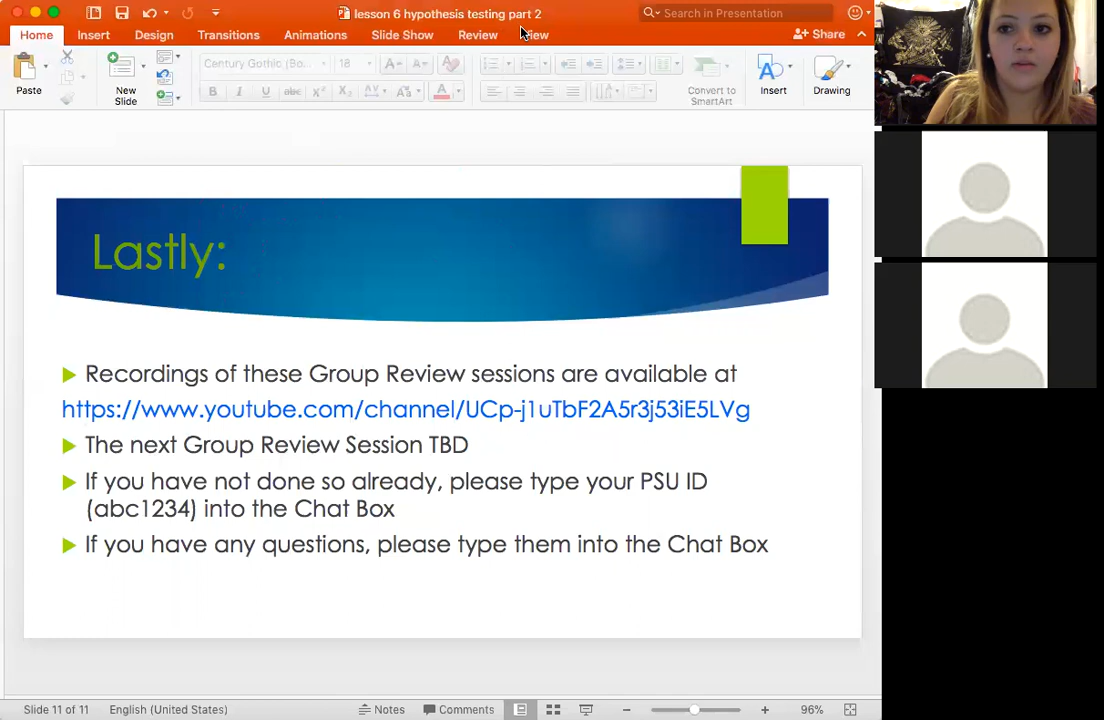 lesson 6 hypothesis testing part 2
Search in Presentation
Home Insert Design Transitions Animations Slide Show Review View Share
Century Gothic (Bo... 18
Paste New Slide Convert to SmartArt Insert Drawing
Lastly:
Recordings of these Group Review sessions are available at
https://www.youtube.com/channel/UCp-j1uTbF2A5r3j53iE5LVg
The next Group Review Session TBD
If you have not done so already, please type your PSU ID
(abc1234) into the Chat Box
If you have any questions, please type them into the Chat Box
Slide 11 of 11 English (United States) Notes Comments 96%